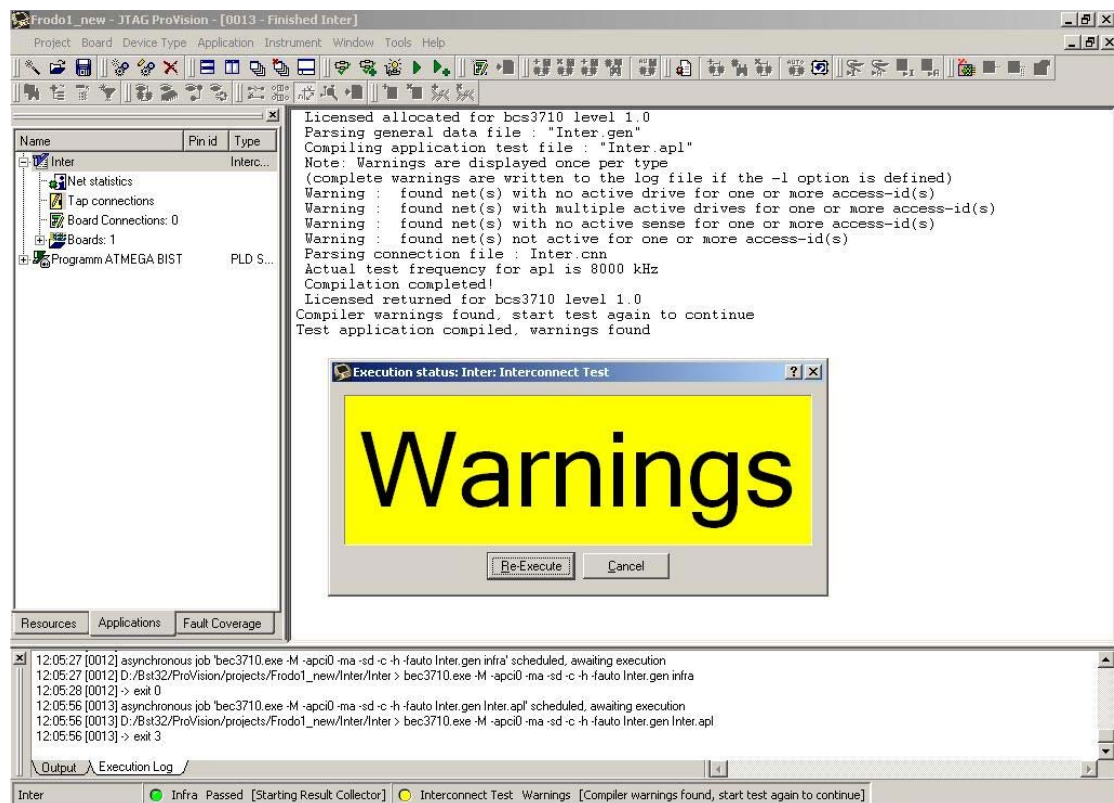 Frodo1_new - JTAG ProVision - [0013 - Finished Inter]
Project Board Device Type Application Instrument Window Tools Help
Name Pin id Type
Inter Interc...
Net statistics
Tap connections
Board Connections: 0
Boards: 1
Programm ATMEGA BIST PLD S...
Resources Applications Fault Coverage
Licensed allocated for bcs3710 level 1.0
Parsing general data file : "Inter.gen"
Compiling application test file : "Inter.apl"
Note: Warnings are displayed once per type
(complete warnings are written to the log file if the -l option is defined)
Warning : found net(s) with no active drive for one or more access-id(s)
Warning : found net(s) with multiple active drives for one or more access-id(s)
Warning : found net(s) with no active sense for one or more access-id(s)
Warning : found net(s) not active for one or more access-id(s)
Parsing connection file : Inter.cnn
Actual test frequency for apl is 8000 kHz
Compilation completed!
Licensed returned for bcs3710 level 1.0
Compiler warnings found, start test again to continue
Test application compiled, warnings found
Execution status: Inter: Interconnect Test
Warnings
Re-Execute Cancel
12:05:27 [0012] asynchronous job 'bec3710.exe -M -apci0 -ma -sd -c -h -fauto Inter.gen infra' scheduled, awaiting execution
12:05:27 [0012] D:/Bst32/ProVision/projects/Frodo1_new/Inter/Inter > bec3710.exe -M -apci0 -ma -sd -c -h -fauto Inter.gen infra
12:05:28 [0012] -> exit 0
12:05:56 [0013] asynchronous job 'bec3710.exe -M -apci0 -ma -sd -c -h -fauto Inter.gen Inter.apl' scheduled, awaiting execution
12:05:56 [0013] D:/Bst32/ProVision/projects/Frodo1_new/Inter/Inter > bec3710.exe -M -apci0 -ma -sd -c -h -fauto Inter.gen Inter.apl
12:05:56 [0013] -> exit 3
Output Execution Log
Inter Infra Passed [Starting Result Collector] Interconnect Test Warnings [Compiler warnings found, start test again to continue]